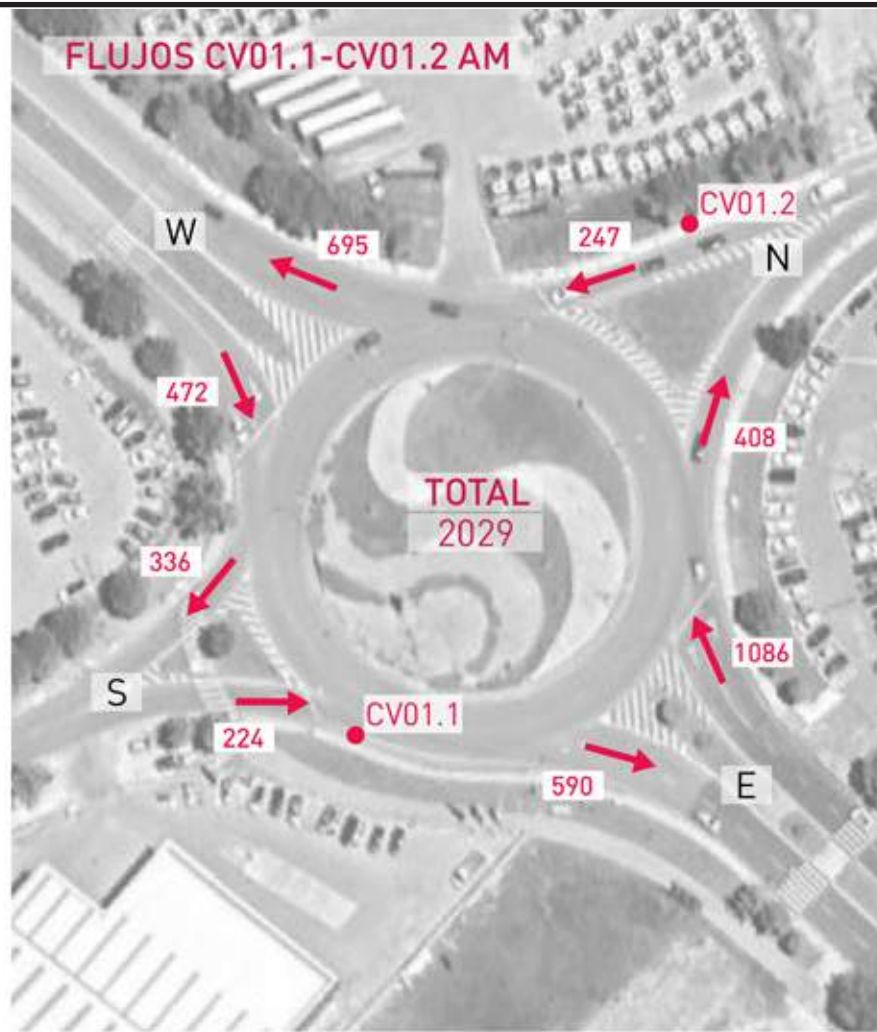 FLUJOS CV01.1-CV01.2 AM
CV01.2
W
695
247
N
472
408
TOTAL
2029
336
1086
S
CV01.1
224
590
E